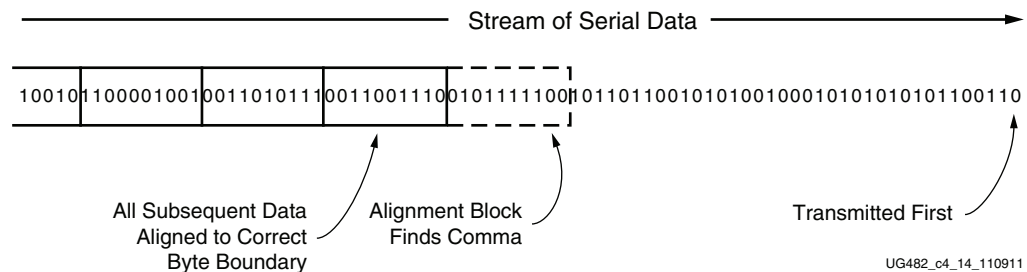 Stream of Serial Data
10010110000100100110101110011001110001011111001011011001010100100010101010101100110
All Subsequent Data
Aligned to Correct
Byte Boundary
Alignment Block
Finds Comma
Transmitted First
UG482_c4_14_110911